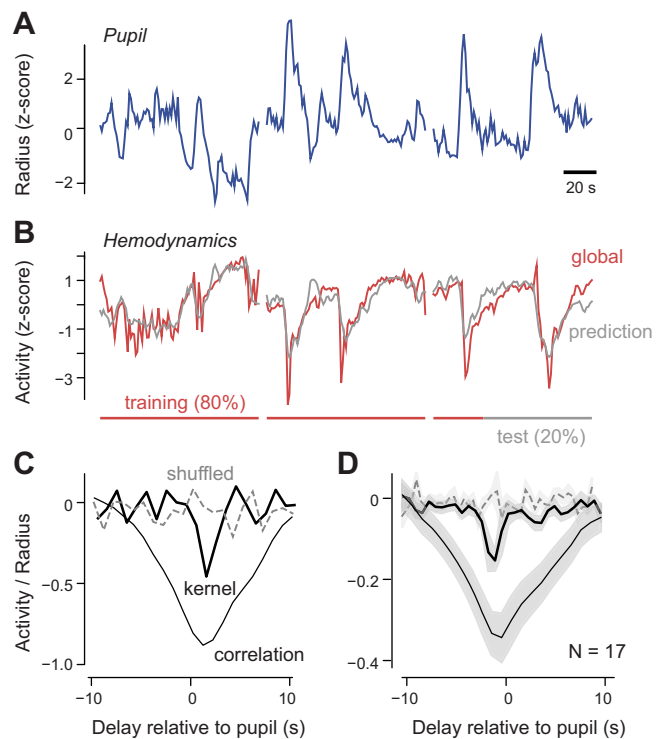 A
Pupil
Radius (z-score)
2
0
−2
20 s
B
Hemodynamics
global
prediction
Activity (z-score)
1
-1
−3
training (80%)
test (20%)
C
shuffled
kernel
correlation
Activity / Radius
0
−0.5
−1.0
−10
0
10
Delay relative to pupil (s)
D
0
−0.2
−0.4
N = 17
−10
0
10
Delay relative to pupil (s)